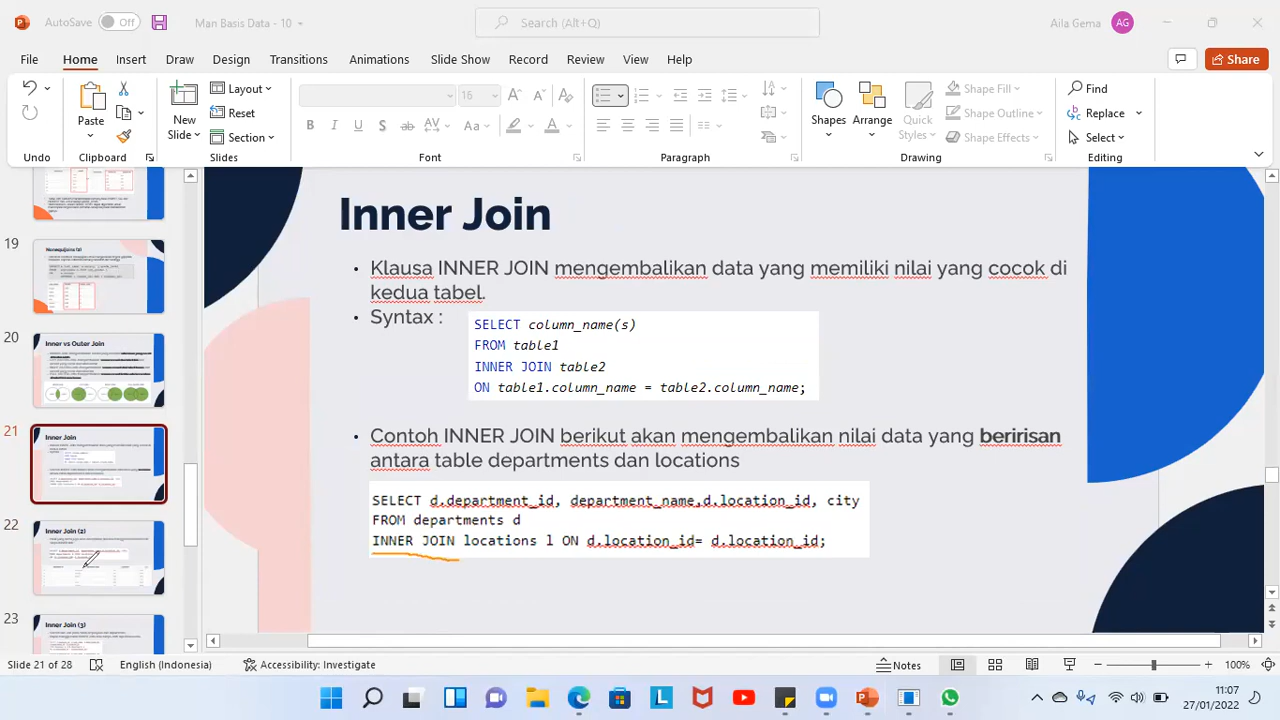 AutoSave Off Man Basis Data - 10 Search (Ctrl+Q) Aila Gema AG
File Home Insert Draw Design Transitions Animations Slide Show Record Review View Help Share
Undo Paste Clipboard New Slide Layout Reset Section Slides 16 Font Paragraph Shapes Arrange Quick Styles Shape Fill Shape Outline Shape Effects Drawing Find Replace Select Editing
19
20
Inner vs Outer Join
21
Inner Join
22
Inner Join (2)
23
Inner Join (3)
Inner Join
• Klausa INNER JOIN mengembalikan data yang memiliki nilai yang cocok di
kedua tabel.
• Syntax :
SELECT column_name(s)
FROM table1
INNER JOIN table2
ON table1.column_name = table2.column_name;
• Contoh INNER JOIN berikut akan mengembalikan nilai data yang beririsan
antara table departments dan locations
SELECT d.department_id, department_name,d.location_id, city
FROM departments d
INNER JOIN locations l ON d.location_id= d.location_id;
Slide 21 of 28 English (Indonesia) Accessibility: Investigate Notes 100%
11:07
27/01/2022